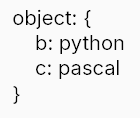 object: {
    b: python
    c: pascal
}